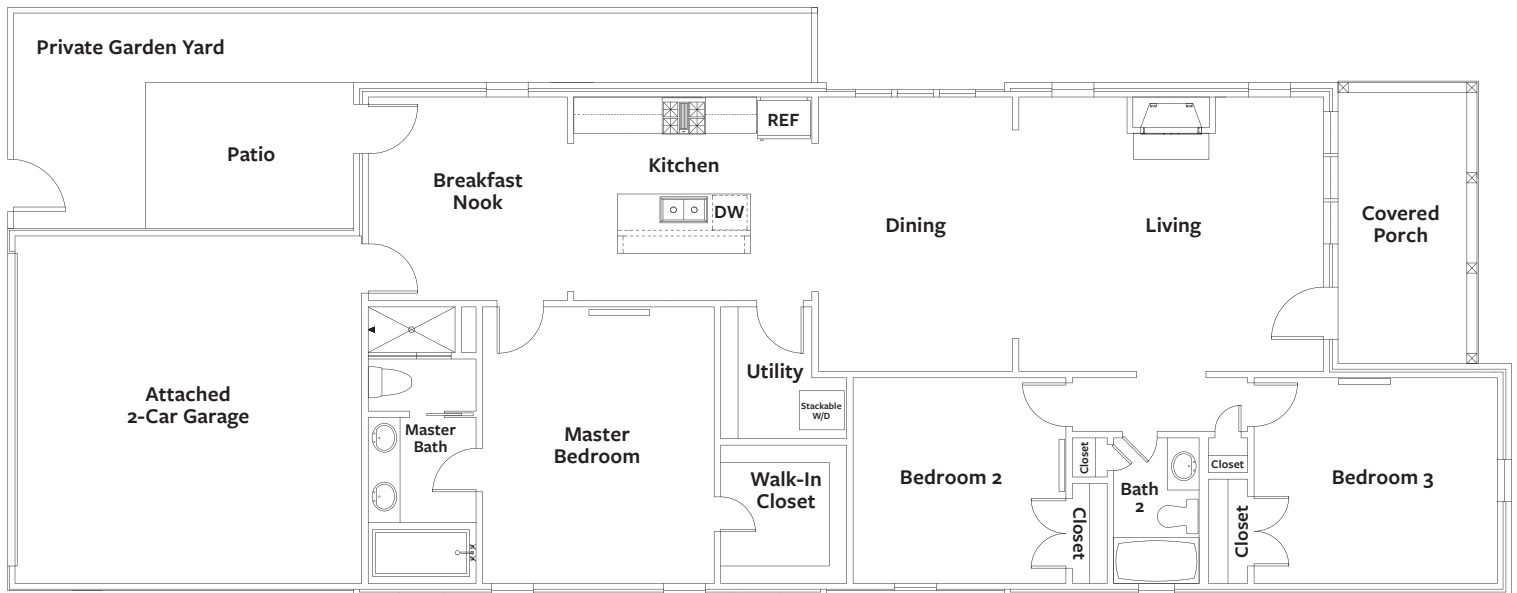 Private Garden Yard
Patio
REF
Kitchen
Breakfast
Nook
DW
Dining
Living
Covered
Porch
Attached
2-Car Garage
Utility
Stackable
W/D
Master
Bath
Master
Bedroom
Walk-In
Closet
Bedroom 2
Closet
Closet
Bath
2
Closet
Closet
Bedroom 3